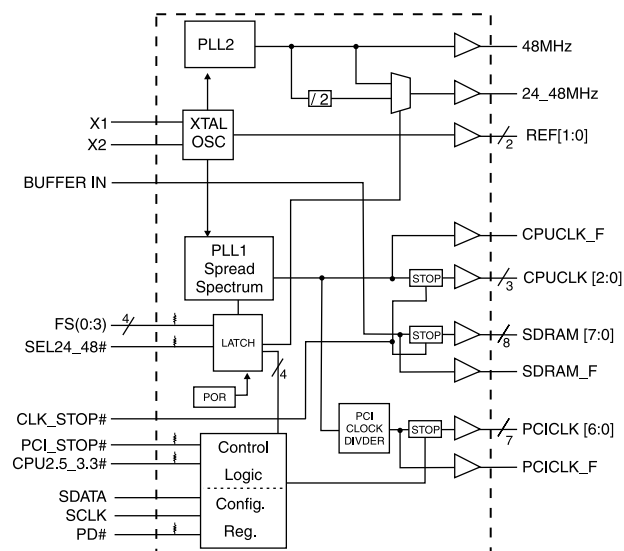 PLL2
48MHz
/ 2
24_48MHz
X1
X2
XTAL
OSC
REF[1:0]
2
BUFFER IN
PLL1
Spread
Spectrum
CPUCLK_F
STOP
CPUCLK [2:0]
3
FS(0:3)
4
SEL24_48#
LATCH
STOP
SDRAM [7:0]
8
4
SDRAM_F
POR
CLK_STOP#
PCI
CLOCK
DIVDER
STOP
PCICLK [6:0]
7
PCI_STOP#
CPU2.5_3.3#
Control
Logic
PCICLK_F
SDATA
SCLK
PD#
Config.
Reg.